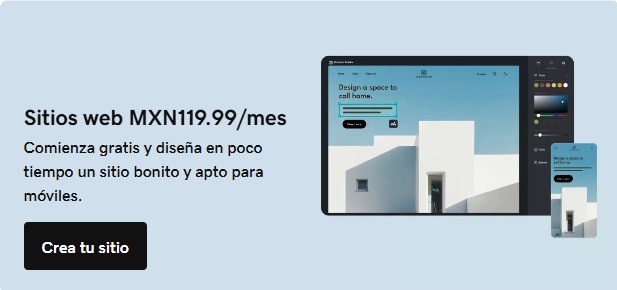 Sitios web MXN119.99/mes
Comienza gratis y diseña en poco
tiempo un sitio bonito y apto para
móviles.
Crea tu sitio
Design a space to
call home.
Design a space to
call home.